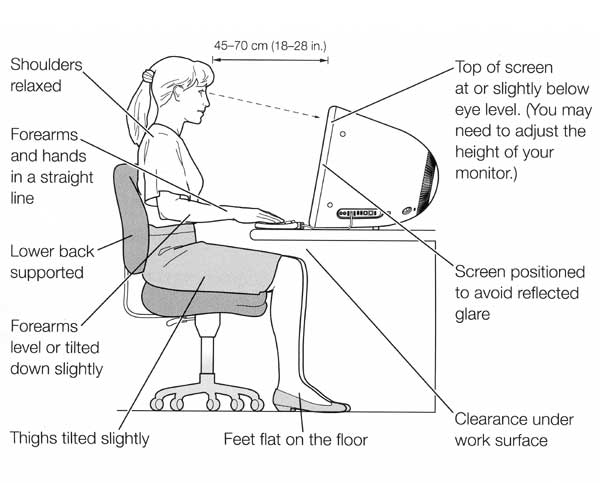 45–70 cm (18–28 in.)
Shoulders
relaxed
Forearms
and hands
in a straight
line
Lower back
supported
Forearms
level or tilted
down slightly
Thighs tilted slightly
Feet flat on the floor
Top of screen
at or slightly below
eye level. (You may
need to adjust the
height of your
monitor.)
Screen positioned
to avoid reflected
glare
Clearance under
work surface